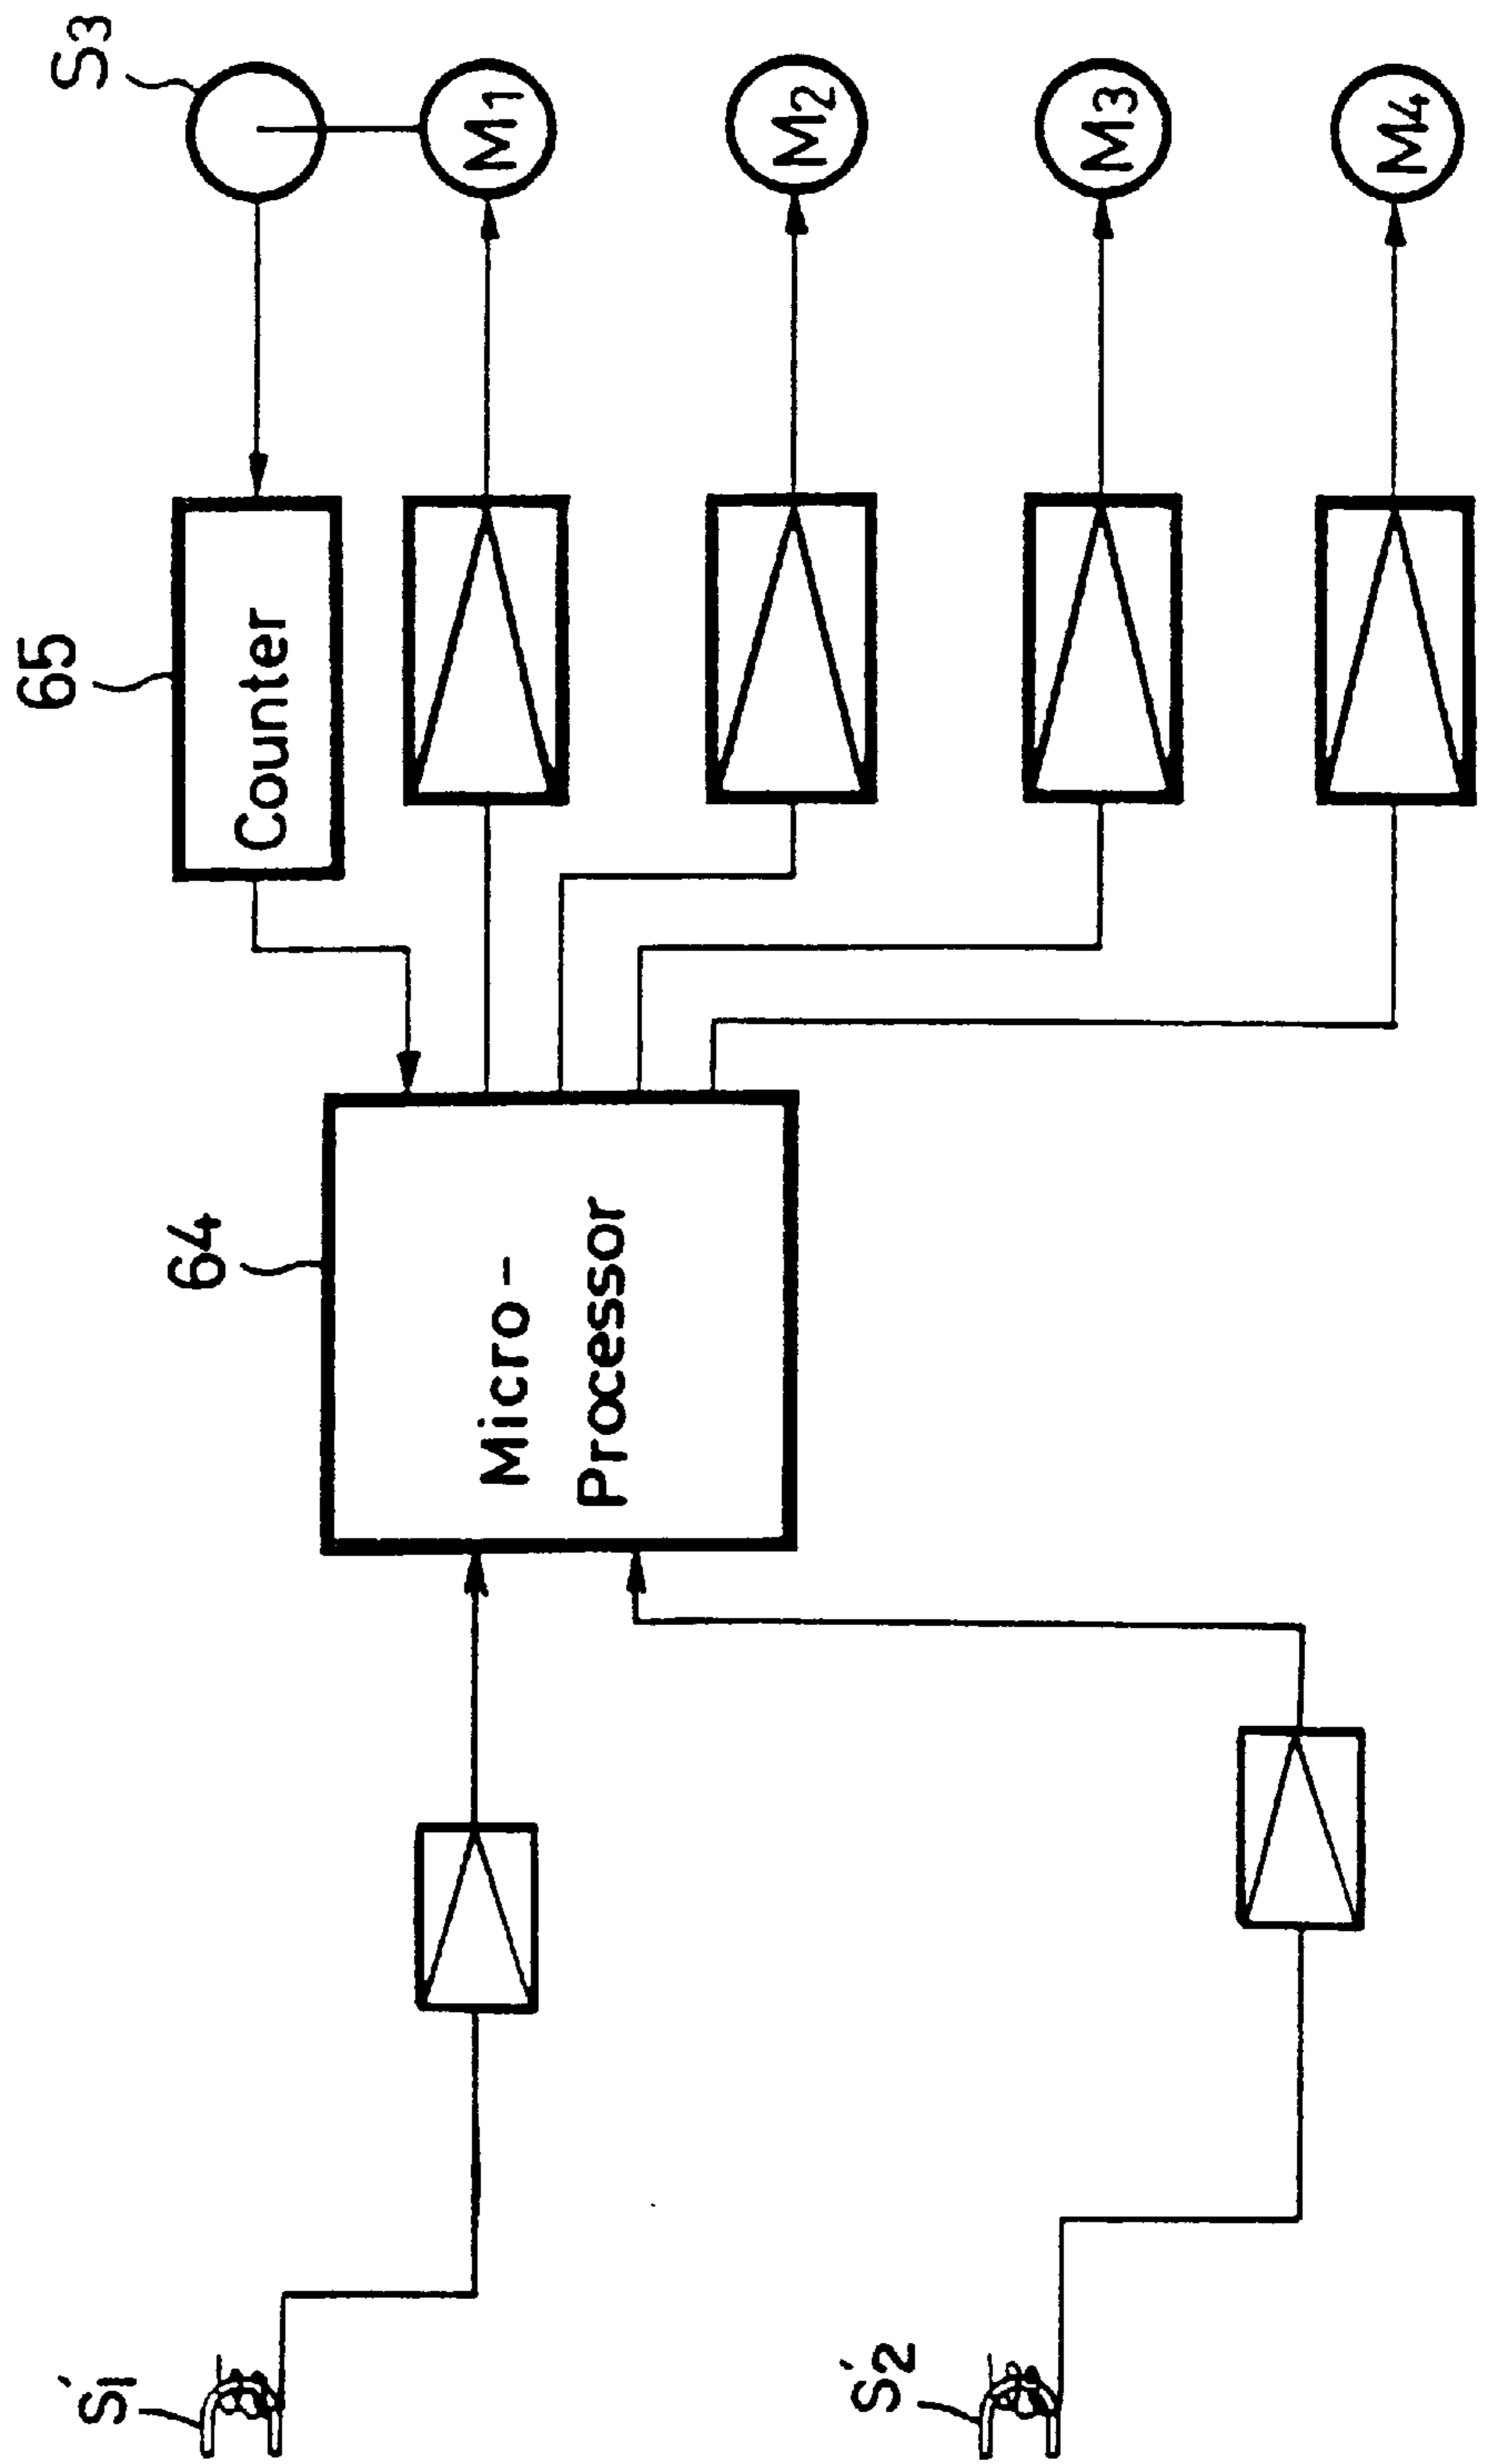 S3
65
Counter
M1
M2
M3
M4
64
Micro-
Processor
S1'
S2'